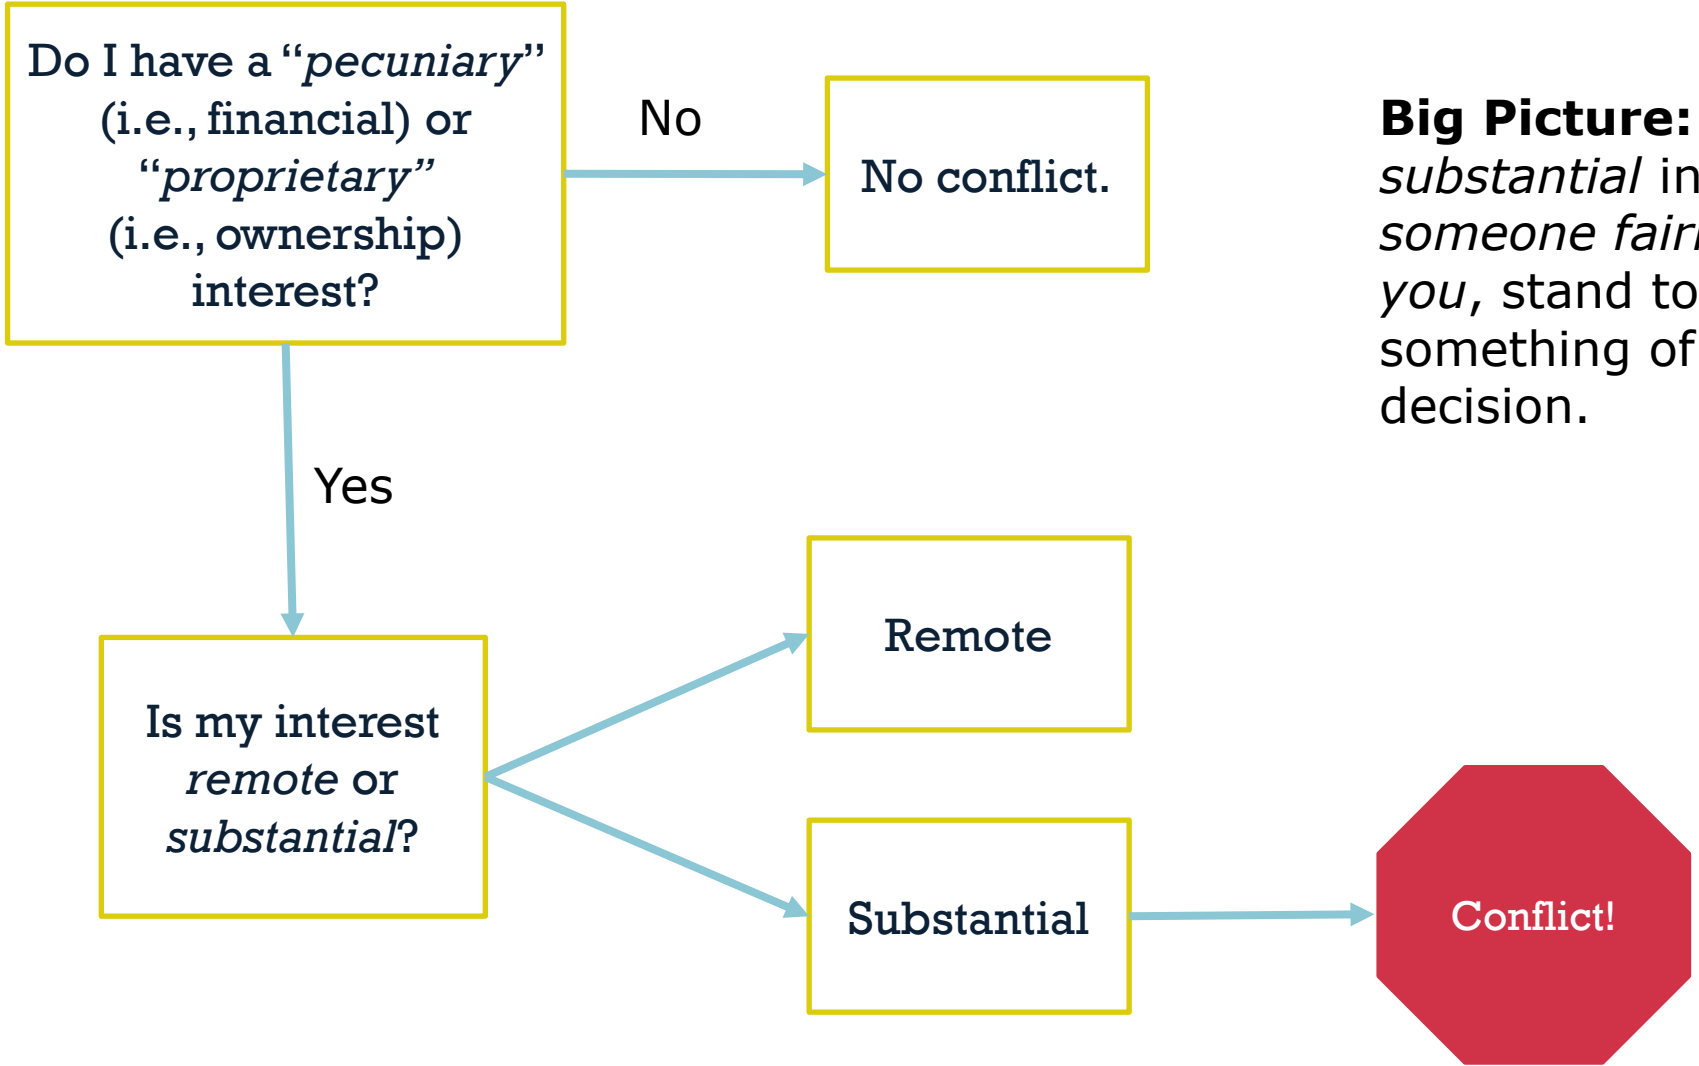 Do I have a “pecuniary”
(i.e., financial) or
“proprietary”
(i.e., ownership)
interest?
No
No conflict.
Big Picture:
substantial in
someone
you, stand to
something of
decision.
Yes
Is my interest
remote or
substantial?
Remote
Substantial
Conflict!